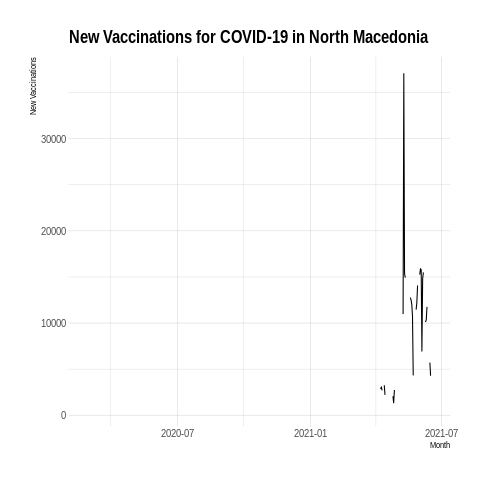 New Vaccinations for COVID-19 in North Macedonia
New Vaccinations
30000
20000
10000
0
2020-07
2021-01
2021-07
Month